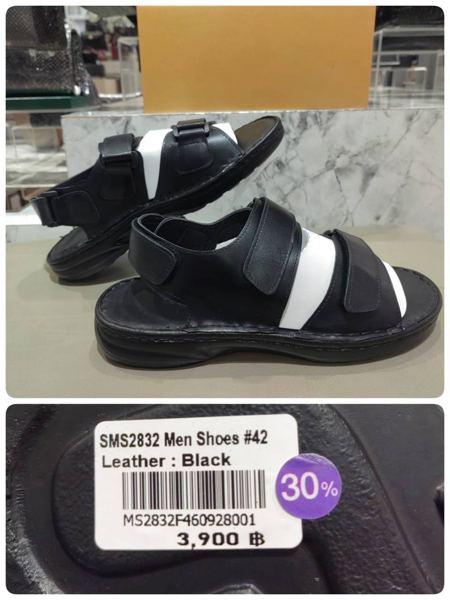 SMS2832 Men Shoes #42
Leather : Black
MS2832F460928001
3,900 ฿
30%